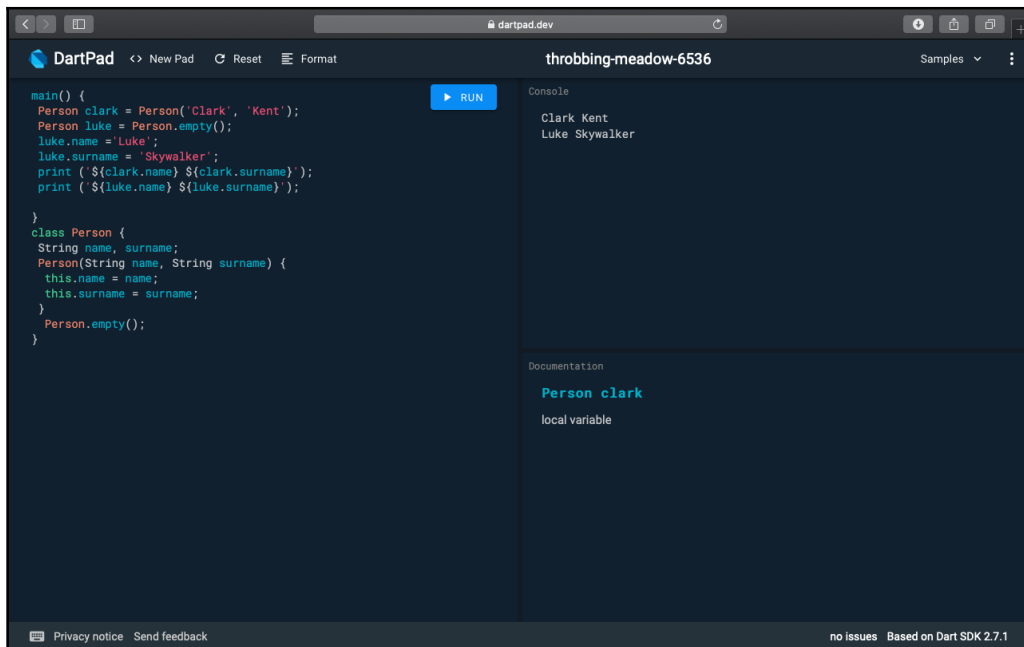 dartpad.dev
DartPad <> New Pad Reset Format throbbing-meadow-6536 Samples
main() {
Person clark = Person('Clark', 'Kent');
Person luke = Person.empty();
luke.name ='Luke';
luke.surname = 'Skywalker';
print ('${clark.name} ${clark.surname}');
print ('${luke.name} ${luke.surname}');
}
class Person {
String name, surname;
Person(String name, String surname) {
this.name = name;
this.surname = surname;
}
Person.empty();
}
RUN
Console
Clark Kent
Luke Skywalker
Documentation
Person clark
local variable
Privacy notice Send feedback no issues Based on Dart SDK 2.7.1